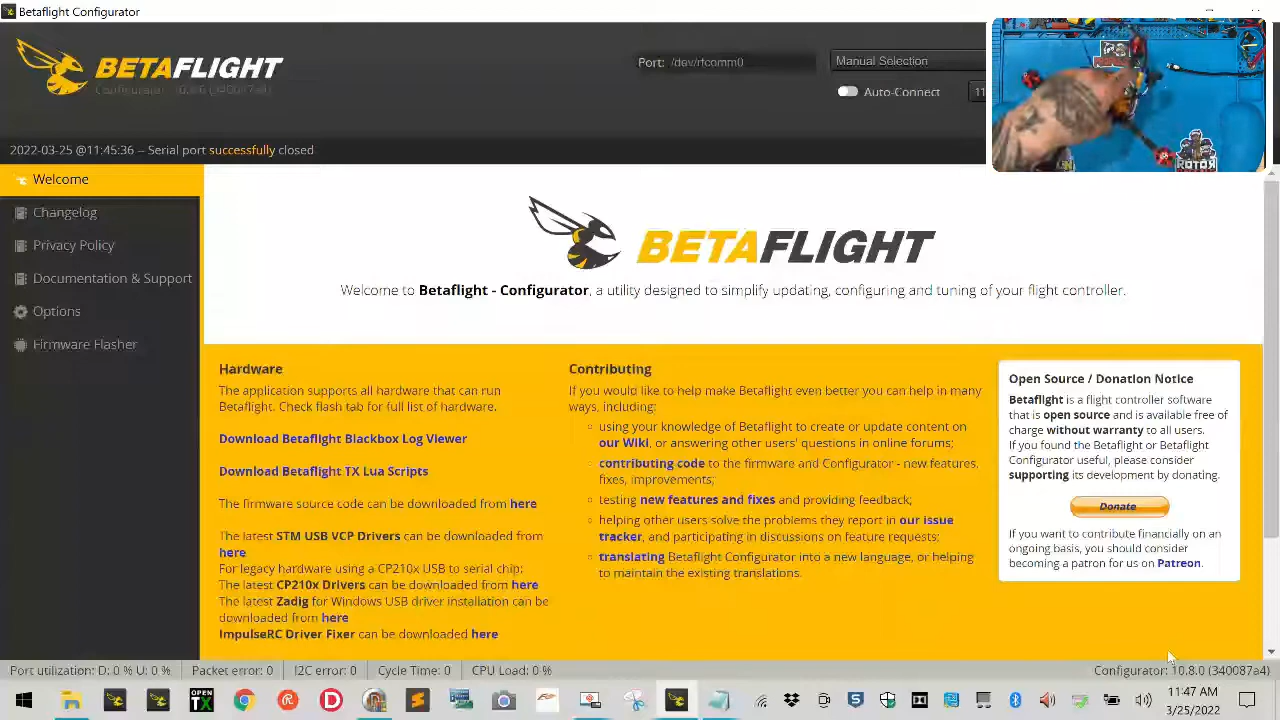 Betaflight Configurator
BETAFLIGHT
Port: /dev/rfcomm0
Manual Selection
Auto-Connect
11
2022-03-25 @11:45:36 -- Serial port successfully closed
ROTOR
Welcome
Changelog
Privacy Policy
Documentation & Support
Options
Firmware Flasher
BETAFLIGHT
Welcome to Betaflight - Configurator, a utility designed to simplify updating, configuring and tuning of your flight controller.
Hardware
The application supports all hardware that can run
Betaflight. Check flash tab for full list of hardware.
Download Betaflight Blackbox Log Viewer
Download Betaflight TX Lua Scripts
The firmware source code can be downloaded from here
The latest STM USB VCP Drivers can be downloaded from
here
For legacy hardware using a CP210x USB to serial chip:
The latest CP210x Drivers can be downloaded from here
The latest Zadig for Windows USB driver installation can be
downloaded from here
ImpulseRC Driver Fixer can be downloaded here
Contributing
If you would like to help make Betaflight even better you can help in many
ways, including:
using your knowledge of Betaflight to create or update content on
our Wiki, or answering other users' questions in online forums;
contributing code to the firmware and Configurator - new features,
fixes, improvements;
testing new features and fixes and providing feedback;
helping other users solve the problems they report in our issue
tracker, and participating in discussions on feature requests;
translating Betaflight Configurator into a new language, or helping
to maintain the existing translations.
Open Source / Donation Notice
Betaflight is a flight controller software
that is open source and is available free of
charge without warranty to all users.
If you found the Betaflight or Betaflight
Configurator useful, please consider
supporting its development by donating.
Donate
If you want to contribute financially on an
ongoing basis, you should consider
becoming a patron for us on Patreon.
Port utilization: D: 0 % U: 0 %
Packet error: 0
I2C error: 0
Cycle Time: 0
CPU Load: 0 %
Configurator: 10.8.0 (340087a4)
OPEN
TX
11:47 AM
3/25/2022